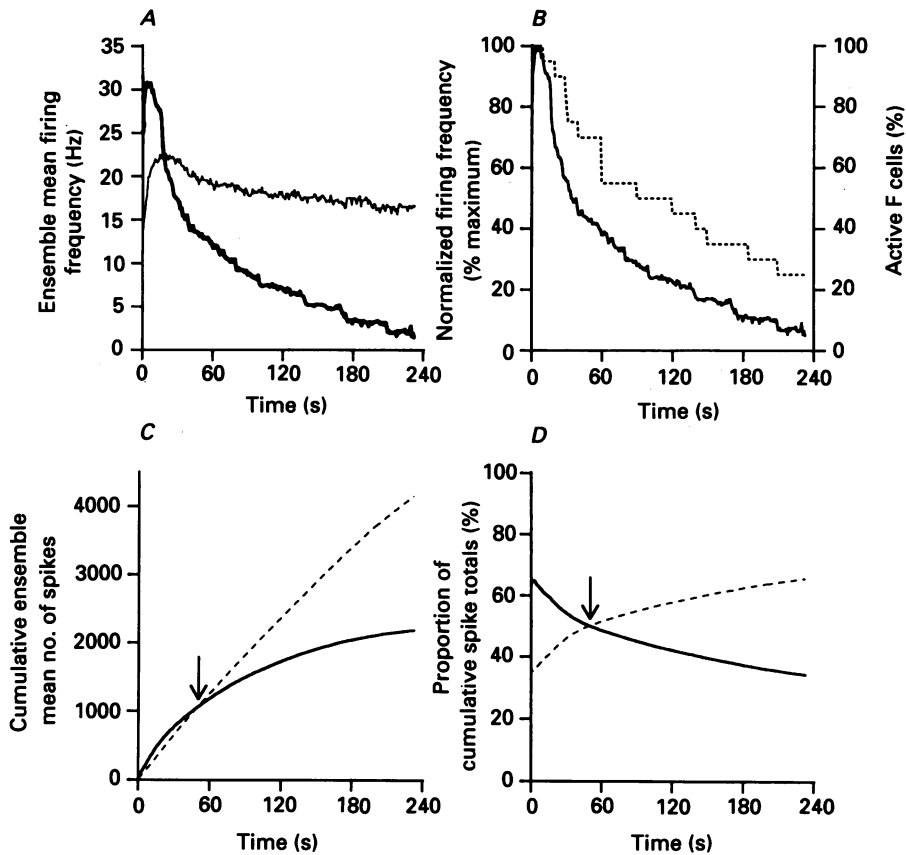 A
Ensemble mean firing
frequency (Hz)
35
30
25
20
15
10
5
0
0 60 120 180 240
Time (s)
B
Normalized firing frequency
(% maximum)
100
80
60
40
20
0
100
80
60
40
20
0
Active F cells (%)
0 60 120 180 240
Time (s)
C
Cumulative ensemble
mean no. of spikes
4000
3000
2000
1000
0
0 60 120 180 240
Time (s)
D
Proportion of
cumulative spike totals (%)
100
80
60
40
20
0
0 60 120 180 240
Time (s)